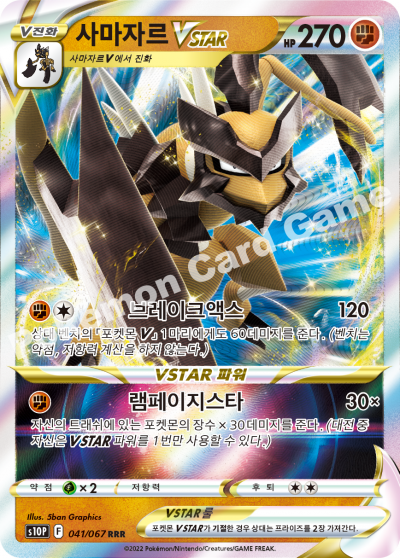 V진화
사마자르 VSTAR
HP 270
사마자르V에서 진화
Pokémon Card Game
브레이크액스 120
상대 벤치의 「포켓몬 V」 1마리에게도 60데미지를 준다. (벤치는
약점, 저항력 계산을 하지 않는다.)
VSTAR 파워
램페이지스타 30×
자신의 트래쉬에 있는 포켓몬의 장수 × 30데미지를 준다. (대전 중
자신은 VSTAR 파워를 1번만 사용할 수 있다.)
약점 ×2 저항력 후퇴
Illus. 5ban Graphics
VSTAR 룰
s10P F 041/067 RRR
포켓몬 VSTAR가 기절한 경우 상대는 프라이즈를 2장 가져간다.
©2022 Pokémon/Nintendo/Creatures/GAME FREAK.